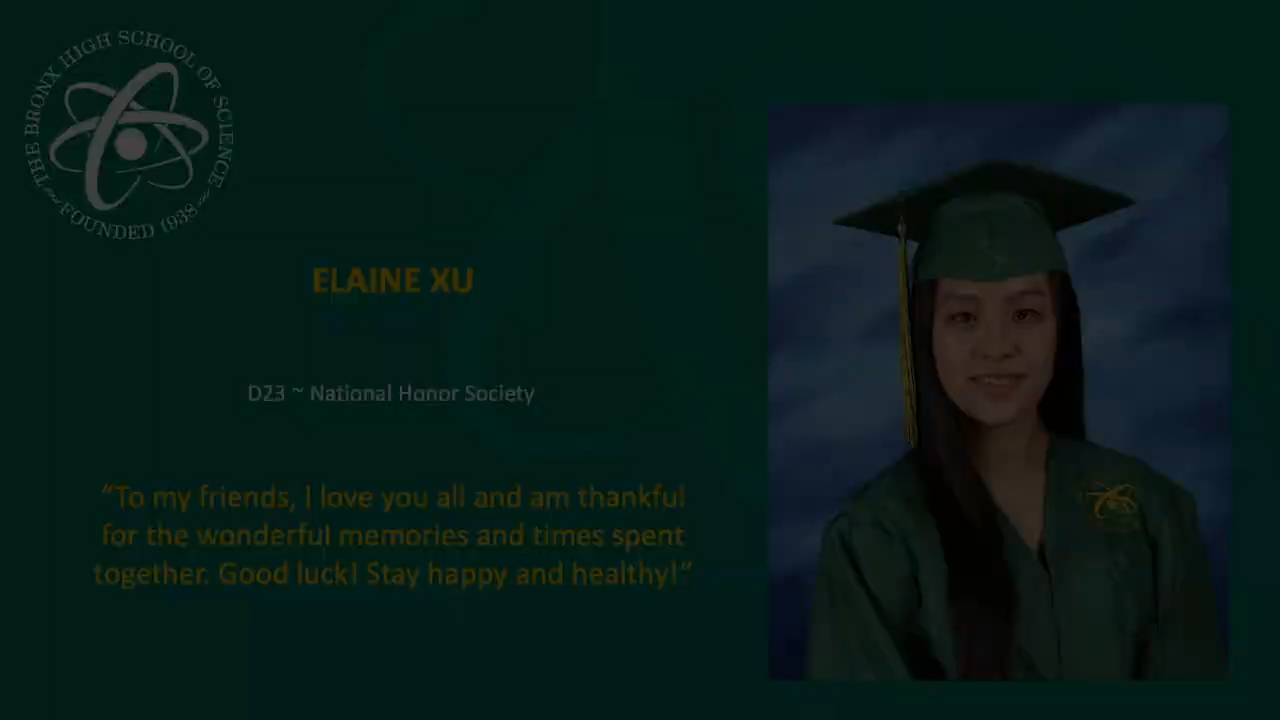 THE BRONX HIGH SCHOOL OF SCIENCE
~ FOUNDED 1938 ~
ELAINE XU
D23 ~ National Honor Society
“To my friends, I love you all and am thankful
for the wonderful memories and times spent
together. Good luck! Stay happy and healthy!”